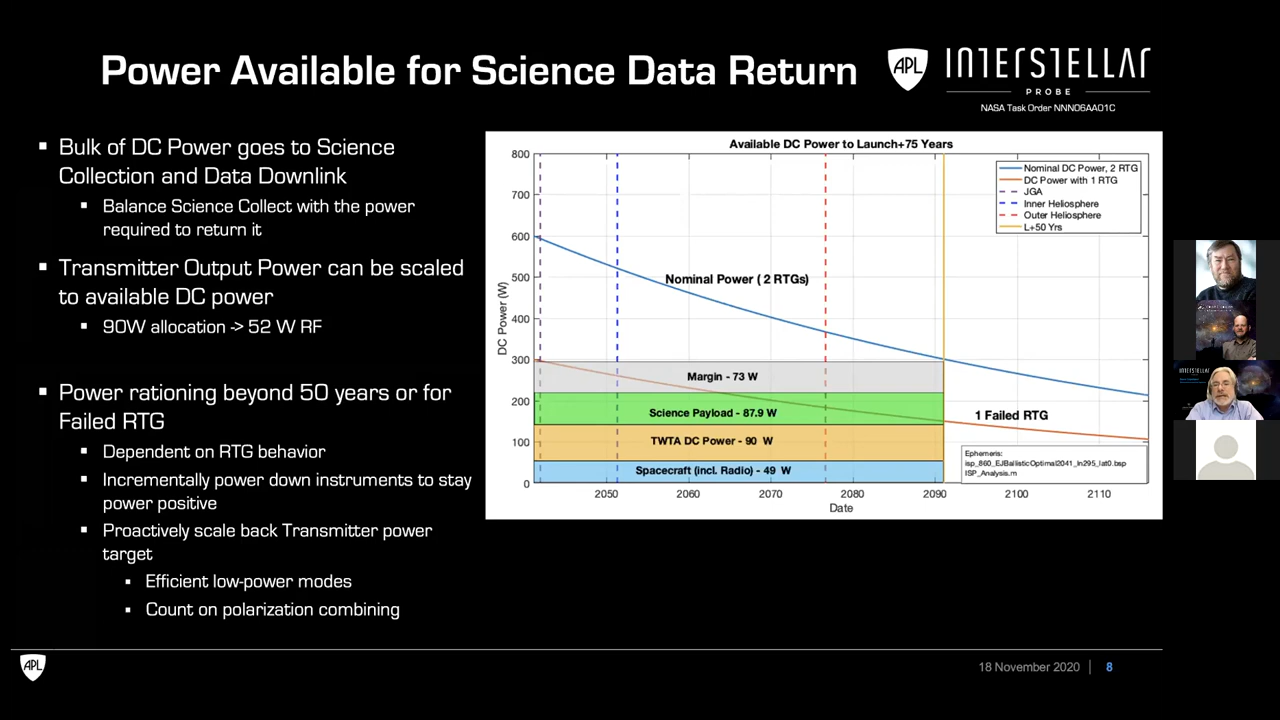 Power Available for Science Data Return
APL
INTERSTELLAR
PROBE
NASA Task Order NNN06AA01C
▪ Bulk of DC Power goes to Science
Collection and Data Downlink
▪ Balance Science Collect with the power
required to return it
▪ Transmitter Output Power can be scaled
to available DC power
▪ 90W allocation -> 52 W RF
▪ Power rationing beyond 50 years or for
Failed RTG
▪ Dependent on RTG behavior
▪ Incrementally power down instruments to stay
power positive
▪ Proactively scale back Transmitter power
target
▪ Efficient low-power modes
▪ Count on polarization combining
Available DC Power to Launch+75 Years
800
700
600
500
400
300
200
100
0
DC Power (W)
Nominal DC Power, 2 RTG
DC Power with 1 RTG
JGA
Inner Heliosphere
Outer Heliosphere
L+50 Yrs
Nominal Power ( 2 RTGs)
Margin - 73 W
Science Payload - 87.9 W
TWTA DC Power - 90 W
Spacecraft (incl. Radio) - 49 W
1 Failed RTG
Ephemeris:
isp_860_EJBallisticOptimal2041_ln295_lat0.bsp
ISP_Analysis.m
2050 2060 2070 2080 2090 2100 2110
Date
INTERSTELLAR
APL
18 November 2020 | 8